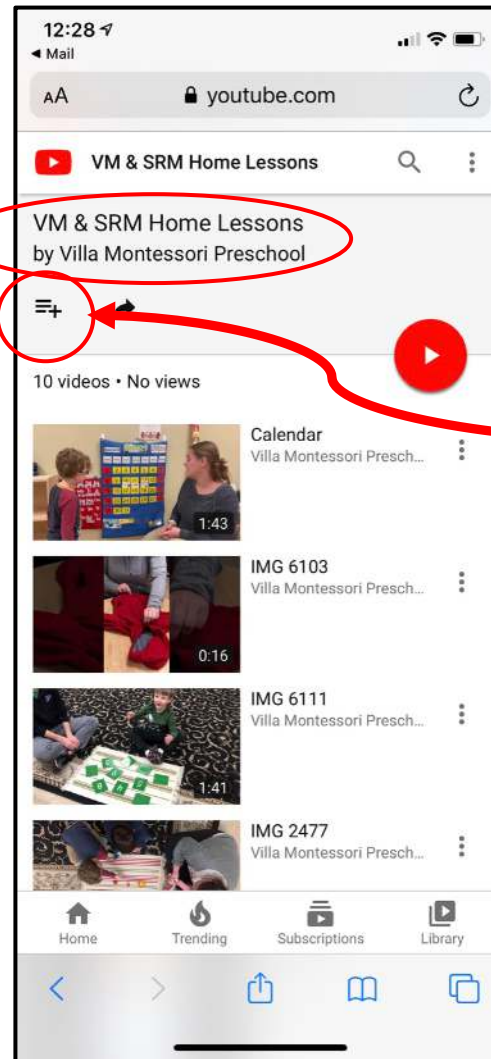 12:28
◀ Mail
AA youtube.com
VM & SRM Home Lessons
VM & SRM Home Lessons
by Villa Montessori Preschool
10 videos • No views
Calendar
Villa Montessori Presch...
1:43
IMG 6103
Villa Montessori Presch...
0:16
IMG 6111
Villa Montessori Presch...
1:41
IMG 2477
Villa Montessori Presch...
Home Trending Subscriptions Library